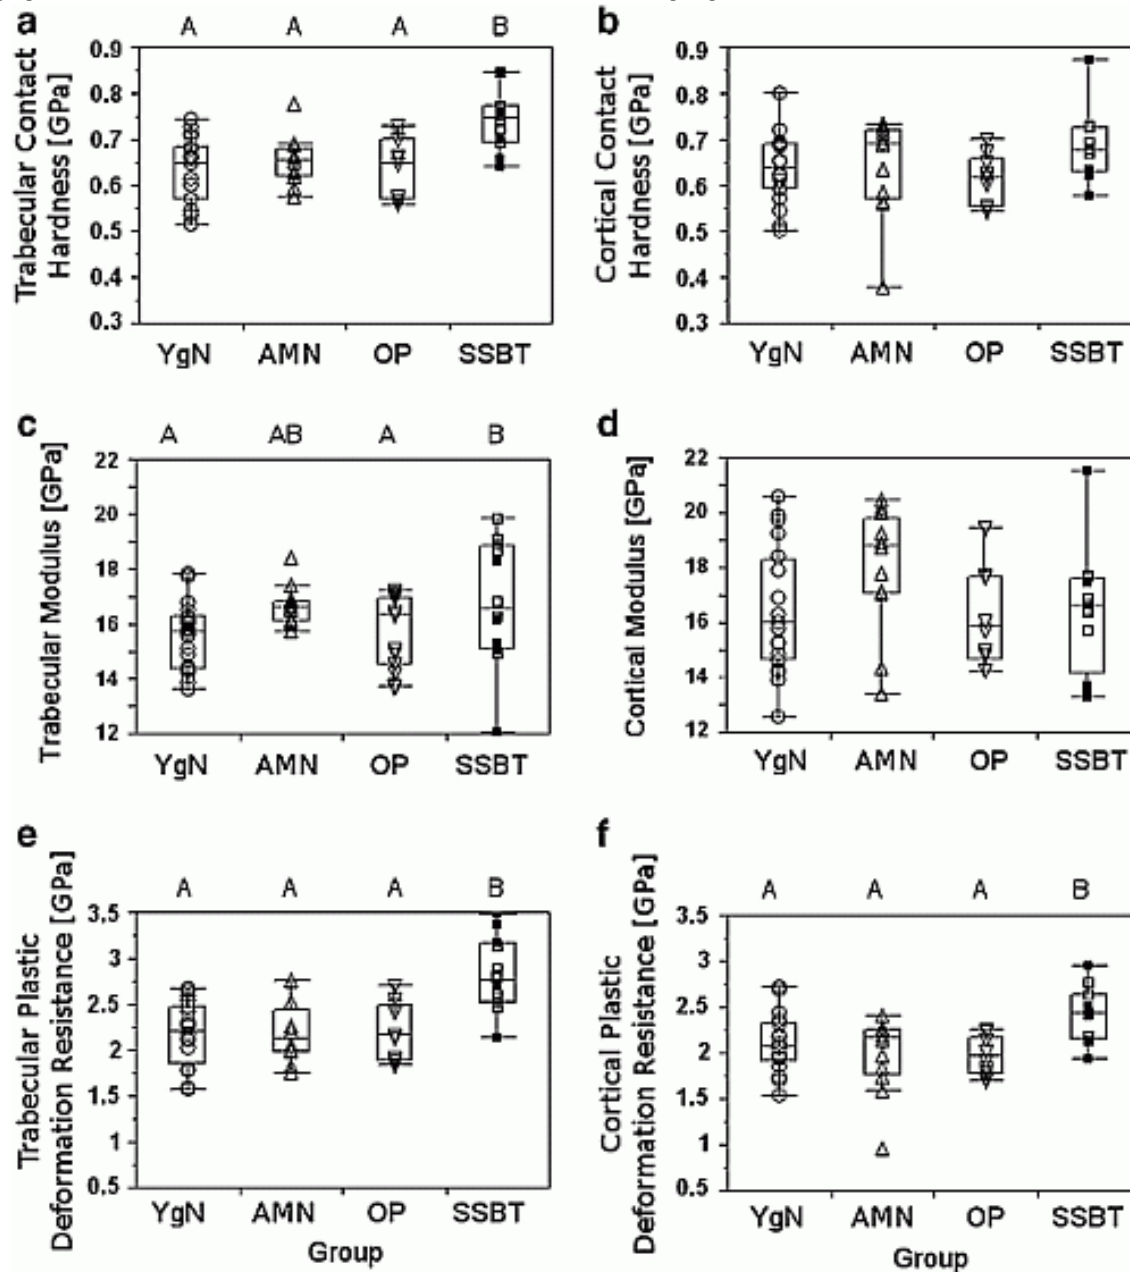 a
A A A B
Trabecular Contact
Hardness [GPa]
0.9
0.8
0.7
0.6
0.5
0.4
0.3
YgN AMN OP SSBT
b
Cortical Contact
Hardness [GPa]
0.9
0.8
0.7
0.6
0.5
0.4
0.3
YgN AMN OP SSBT
c
A AB A B
Trabecular Modulus [GPa]
22
20
18
16
14
12
YgN AMN OP SSBT
d
Cortical Modulus [GPa]
22
20
18
16
14
12
YgN AMN OP SSBT
e
A A A B
Trabecular Plastic
Deformation Resistance [GPa]
3.5
3
2.5
2
1.5
1
0.5
YgN AMN OP SSBT
Group
f
A A A B
Cortical Plastic
Deformation Resistance [GPa]
3.5
3
2.5
2
1.5
1
0.5
YgN AMN OP SSBT
Group